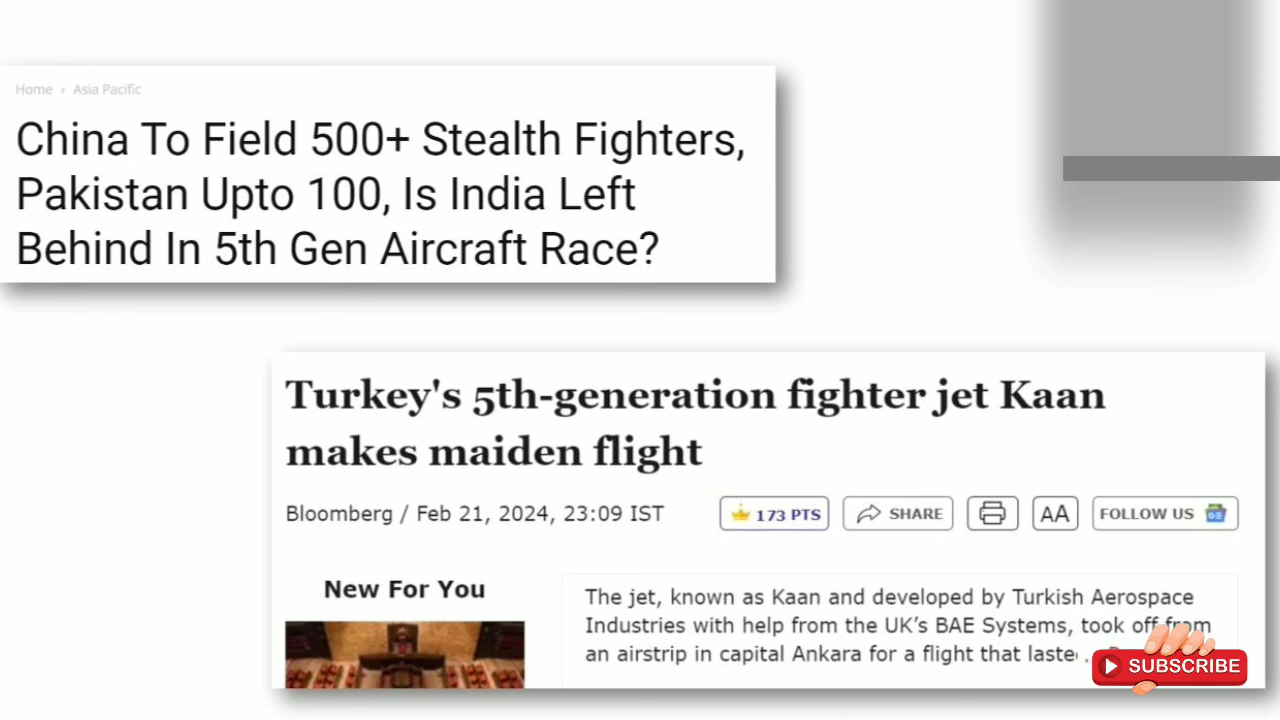 Home › Asia Pacific
China To Field 500+ Stealth Fighters,
Pakistan Upto 100, Is India Left
Behind In 5th Gen Aircraft Race?
Turkey's 5th-generation fighter jet Kaan
makes maiden flight
Bloomberg / Feb 21, 2024, 23:09 IST
173 PTS
SHARE
AA
FOLLOW US
New For You
The jet, known as Kaan and developed by Turkish Aerospace
Industries with help from the UK's BAE Systems, took off from
an airstrip in capital Ankara for a flight that
SUBSCRIBE